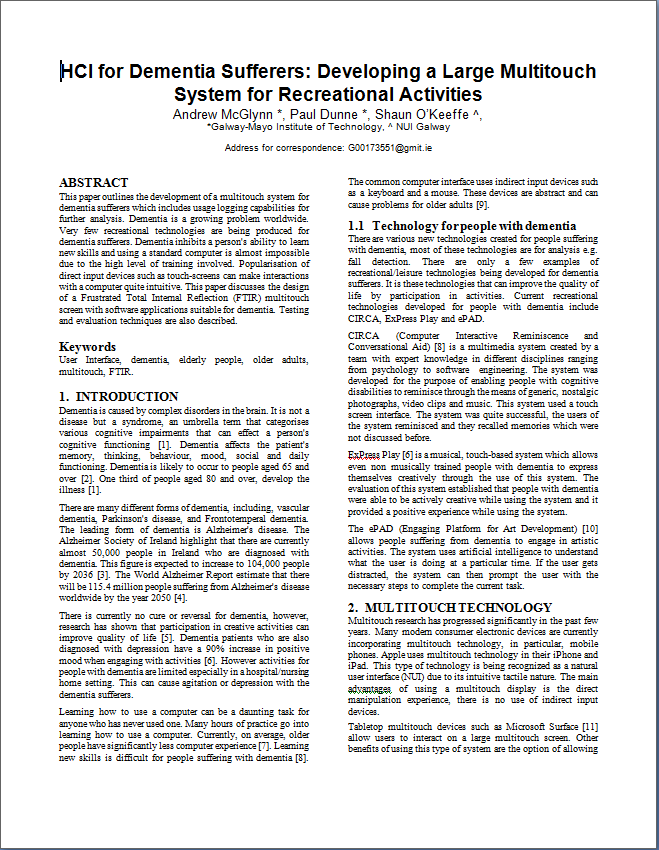 HCI for Dementia Sufferers: Developing a Large Multitouch
System for Recreational Activities
Andrew McGlynn *, Paul Dunne *, Shaun O'Keeffe ^,
*Galway-Mayo Institute of Technology, ^ NUI Galway
Address for correspondence: G00173551@gmit.ie
ABSTRACT
This paper outlines the development of a multitouch system for
dementia sufferers which includes usage logging capabilities for
further analysis. Dementia is a growing problem worldwide.
Very few recreational technologies are being produced for
dementia sufferers. Dementia inhibits a person's ability to learn
new skills and using a standard computer is almost impossible
due to the high level of training involved. Popularisation of
direct input devices such as touch-screens can make interactions
with a computer quite intuitive. This paper discusses the design
of a Frustrated Total Internal Reflection (FTIR) multitouch
screen with software applications suitable for dementia. Testing
and evaluation techniques are also described.
Keywords
User Interface, dementia, elderly people, older adults,
multitouch, FTIR.
1. INTRODUCTION
Dementia is caused by complex disorders in the brain. It is not a
disease but a syndrome, an umbrella term that categorises
various cognitive impairments that can effect a person's
cognitive functioning [1]. Dementia affects the patient's
memory, thinking, behaviour, mood, social and daily
functioning. Dementia is likely to occur to people aged 65 and
over [2]. One third of people aged 80 and over, develop the
illness [1].
There are many different forms of dementia, including, vascular
dementia, Parkinson's disease, and Frontotemperal dementia.
The leading form of dementia is Alzheimer's disease. The
Alzheimer Society of Ireland highlight that there are currently
almost 50,000 people in Ireland who are diagnosed with
dementia. This figure is expected to increase to 104,000 people
by 2036 [3]. The World Alzheimer Report estimate that there
will be 115.4 million people suffering from Alzheimer's disease
worldwide by the year 2050 [4].
There is currently no cure or reversal for dementia, however,
research has shown that participation in creative activities can
improve quality of life [5]. Dementia patients who are also
diagnosed with depression have a 90% increase in positive
mood when engaging with activities [6]. However activities for
people with dementia are limited especially in a hospital/nursing
home setting. This can cause agitation or depression with the
dementia sufferers.
Learning how to use a computer can be a daunting task for
anyone who has never used one. Many hours of practice go into
learning how to use a computer. Currently, on average, older
people have significantly less computer experience [7]. Learning
new skills is difficult for people suffering with dementia [8].
The common computer interface uses indirect input devices such
as a keyboard and a mouse. These devices are abstract and can
cause problems for older adults [9].
1.1 Technology for people with dementia
There are various new technologies created for people suffering
with dementia, most of these technologies are for analysis e.g.
fall detection. There are only a few examples of
recreational/leisure technologies being developed for dementia
sufferers. It is these technologies that can improve the quality of
life by participation in activities. Current recreational
technologies developed for people with dementia include
CIRCA, ExPress Play and ePAD.
CIRCA (Computer Interactive Reminiscence and
Conversational Aid) [8] is a multimedia system created by a
team with expert knowledge in different disciplines ranging
from psychology to software engineering. The system was
developed for the purpose of enabling people with cognitive
disabilities to reminisce through the means of generic, nostalgic
photographs, video clips and music. This system used a touch
screen interface. The system was quite successful, the users of
the system reminisced and they recalled memories which were
not discussed before.
ExPress Play [6] is a musical, touch-based system which allows
even non musically trained people with dementia to express
themselves creatively through the use of this system. The
evaluation of this system established that people with dementia
were able to be actively creative while using the system and it
provided a positive experience while using the system.
The ePAD (Engaging Platform for Art Development) [10]
allows people suffering from dementia to engage in artistic
activities. The system uses artificial intelligence to understand
what the user is doing at a particular time. If the user gets
distracted, the system can then prompt the user with the
necessary steps to complete the current task.
2. MULTITOUCH TECHNOLOGY
Multitouch research has progressed significantly in the past few
years. Many modern consumer electronic devices are currently
incorporating multitouch technology, in particular, mobile
phones. Apple uses multitouch technology in their iPhone and
iPad. This type of technology is being recognized as a natural
user interface (NUI) due to its intuitive tactile nature. The main
advantages of using a multitouch display is the direct
manipulation experience, there is no use of indirect input
devices.
Tabletop multitouch devices such as Microsoft Surface [11]
allow users to interact on a large multitouch screen. Other
benefits of using this type of system are the option of allowing